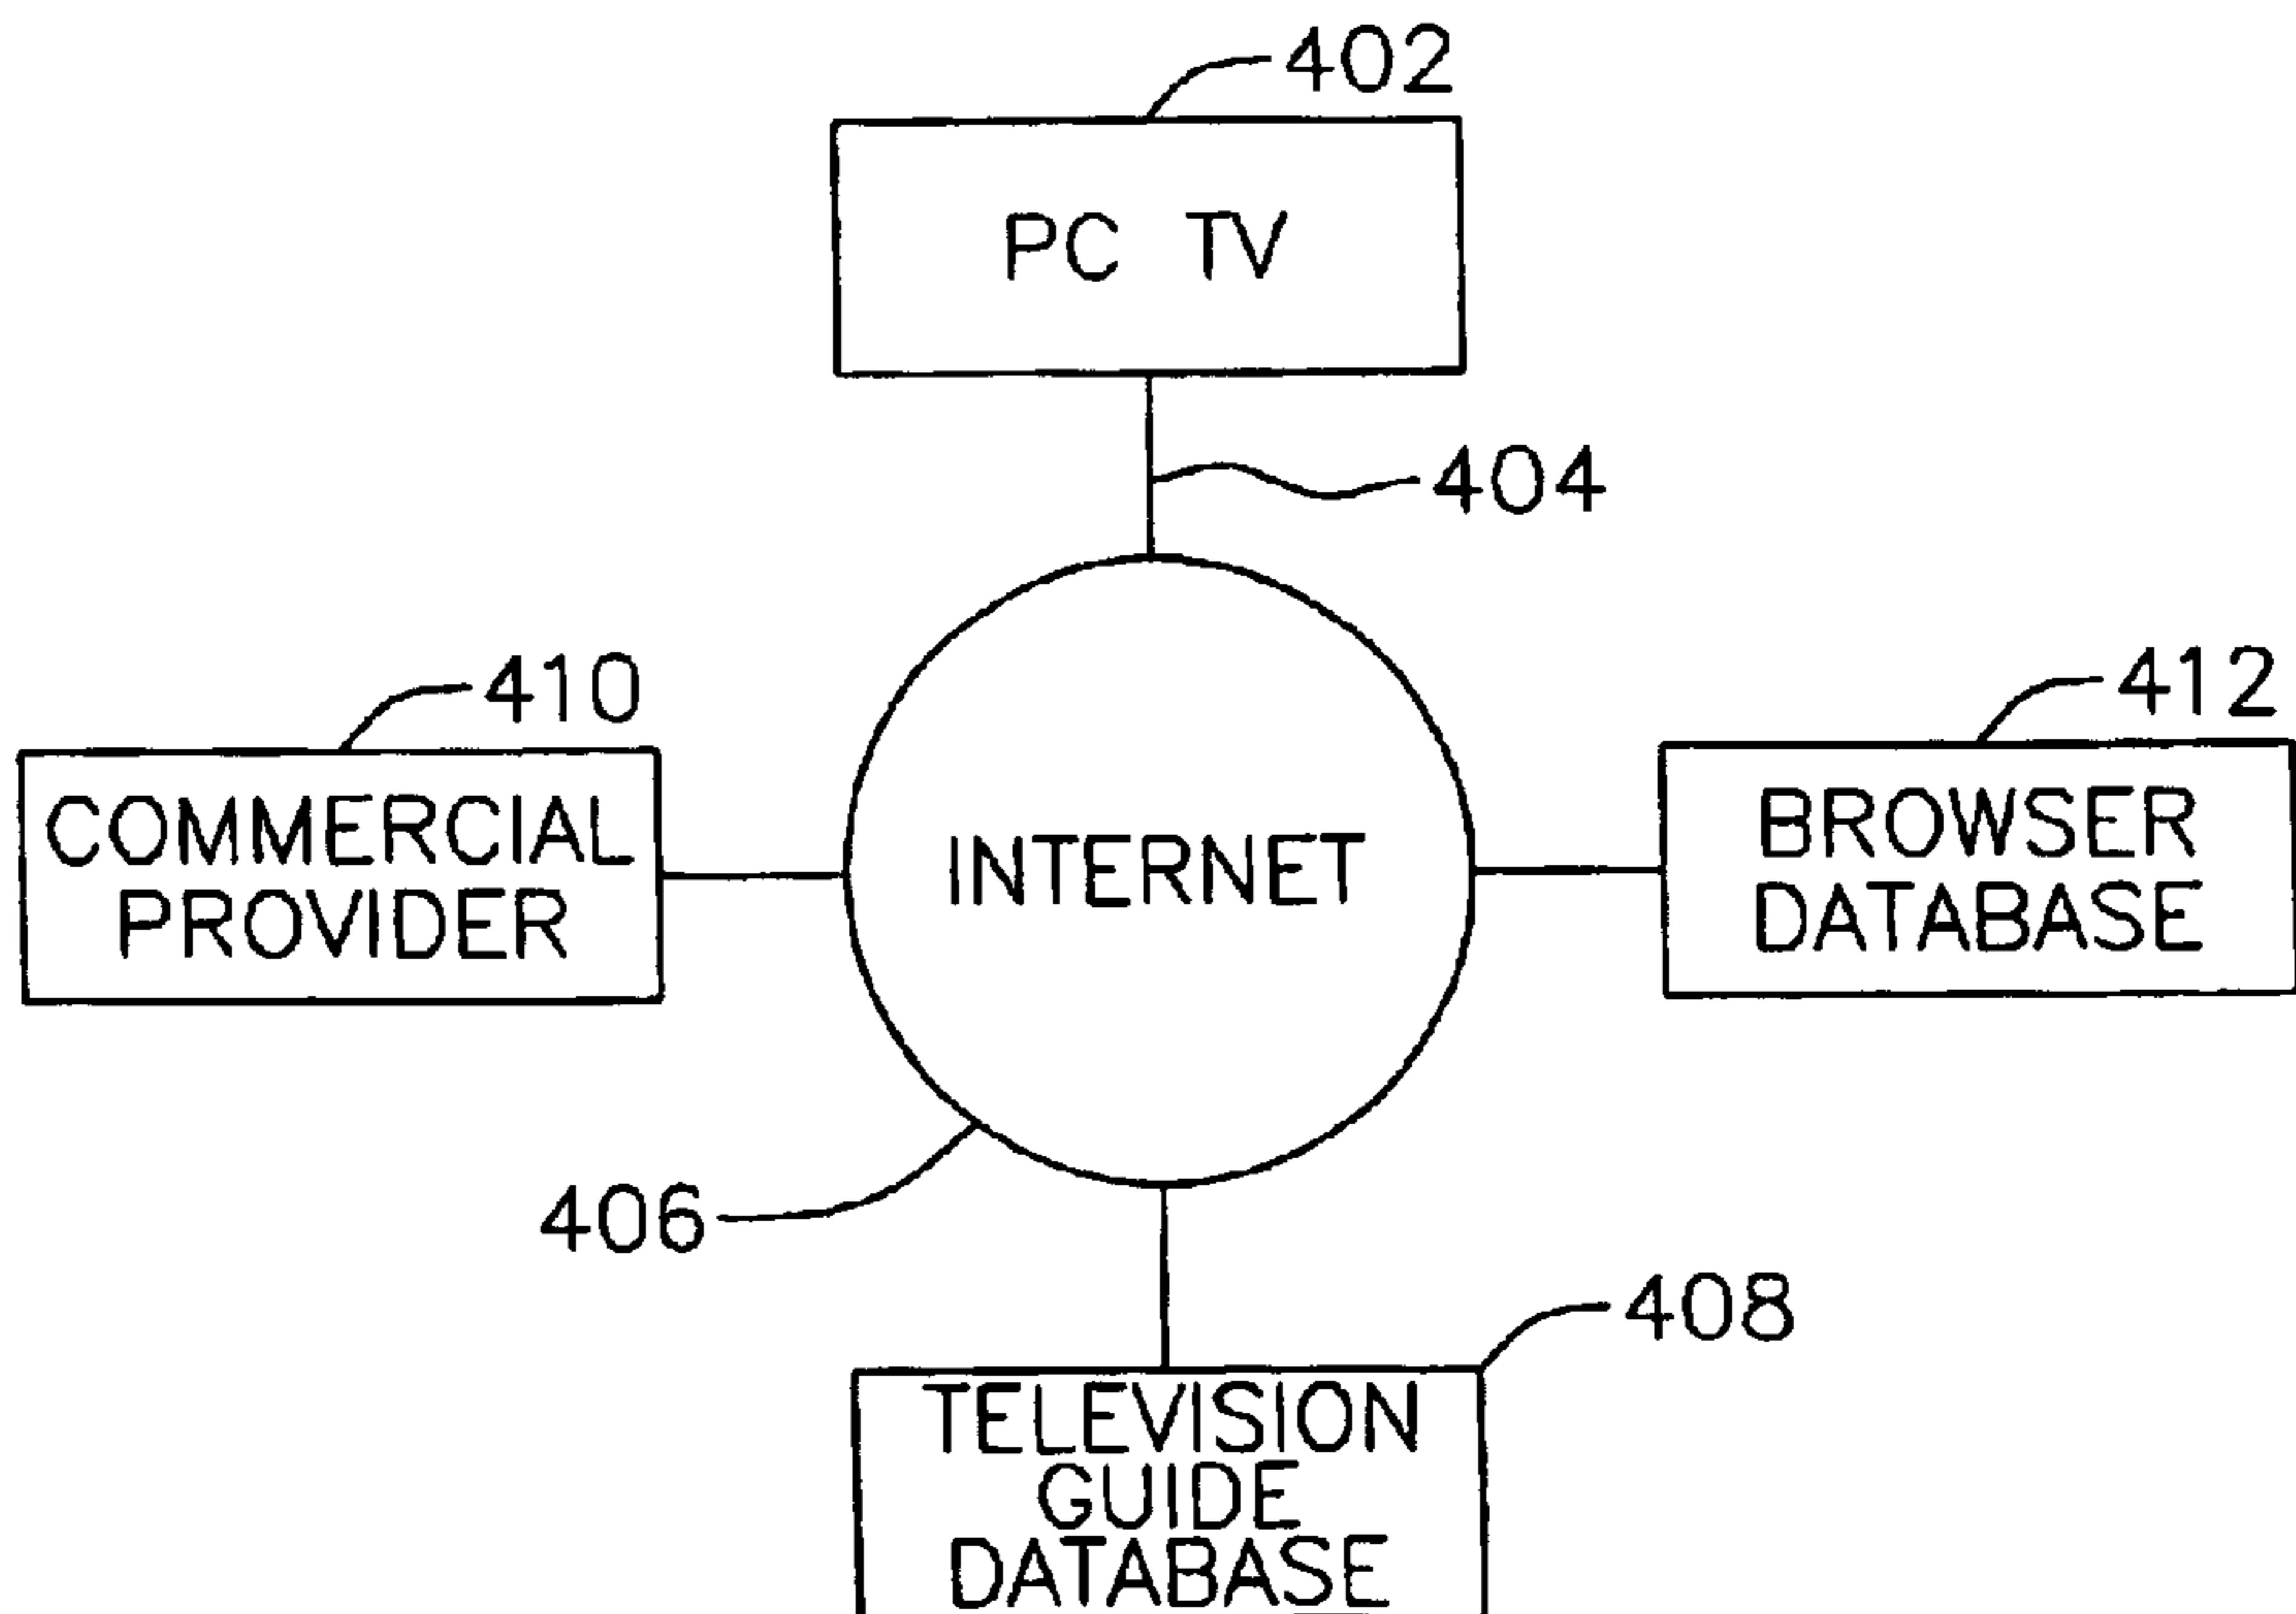 402
PC TV
404
410
412
COMMERCIAL
PROVIDER
INTERNET
BROWSER
DATABASE
406
408
TELEVISION
GUIDE
DATABASE